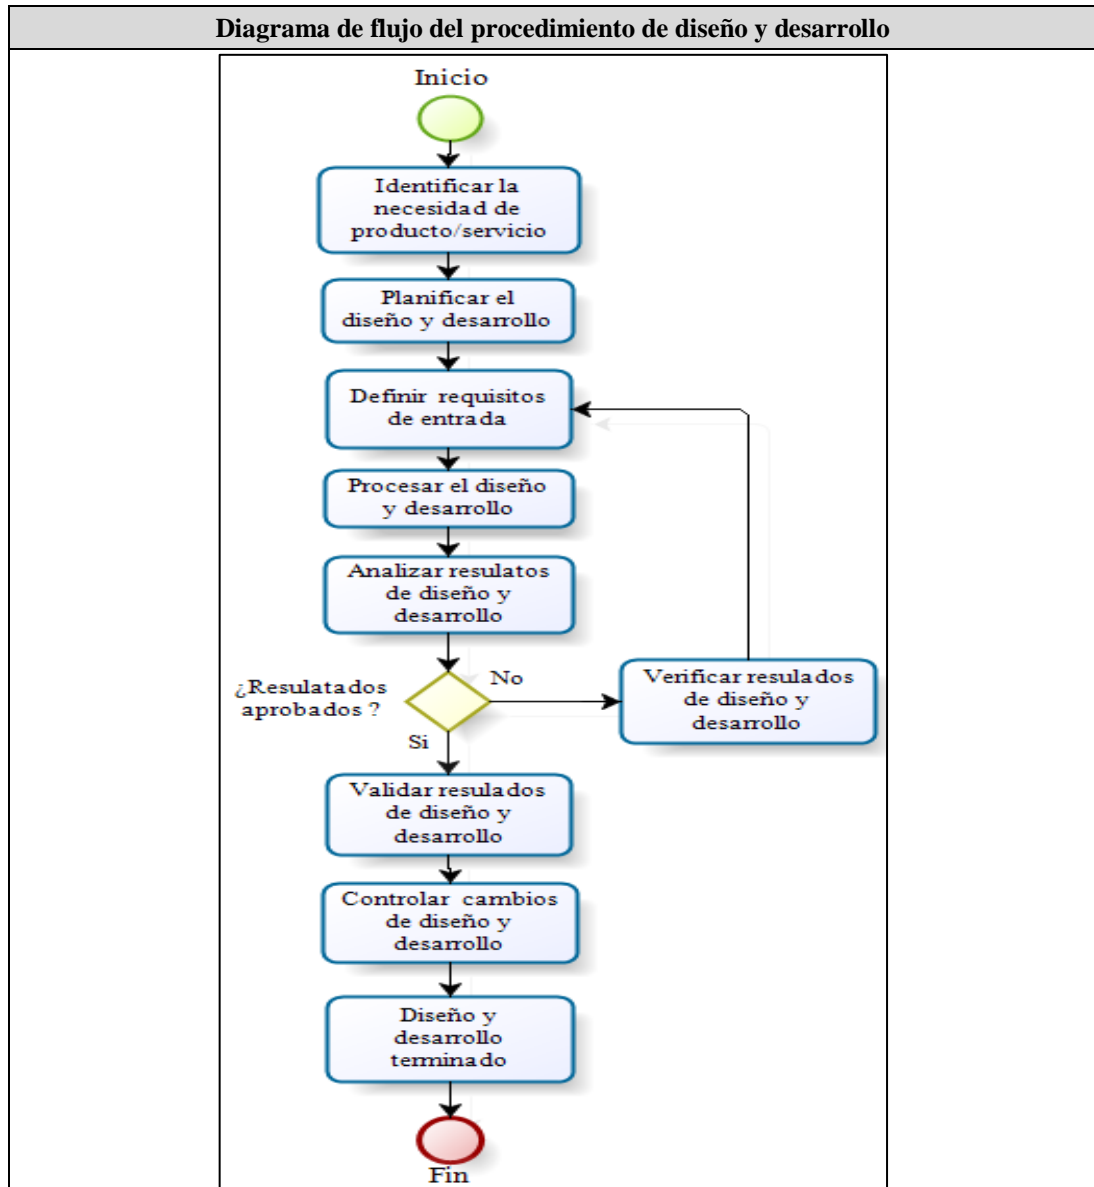 Diagrama de flujo del procedimiento de diseño y desarrollo
Inicio
Identificar la
necesidad de
producto/servicio
Planificar el
diseño y desarrollo
Definir requisitos
de entrada
Procesar el diseño
y desarrollo
Analizar resulatos
de diseño y
desarrollo
¿Resulatados
aprobados ?
No
Verificar resulados
de diseño y
desarrollo
Si
Validar resulados
de diseño y
desarrollo
Controlar cambios
de diseño y
desarrollo
Diseño y
desarrollo
terminado
Fin